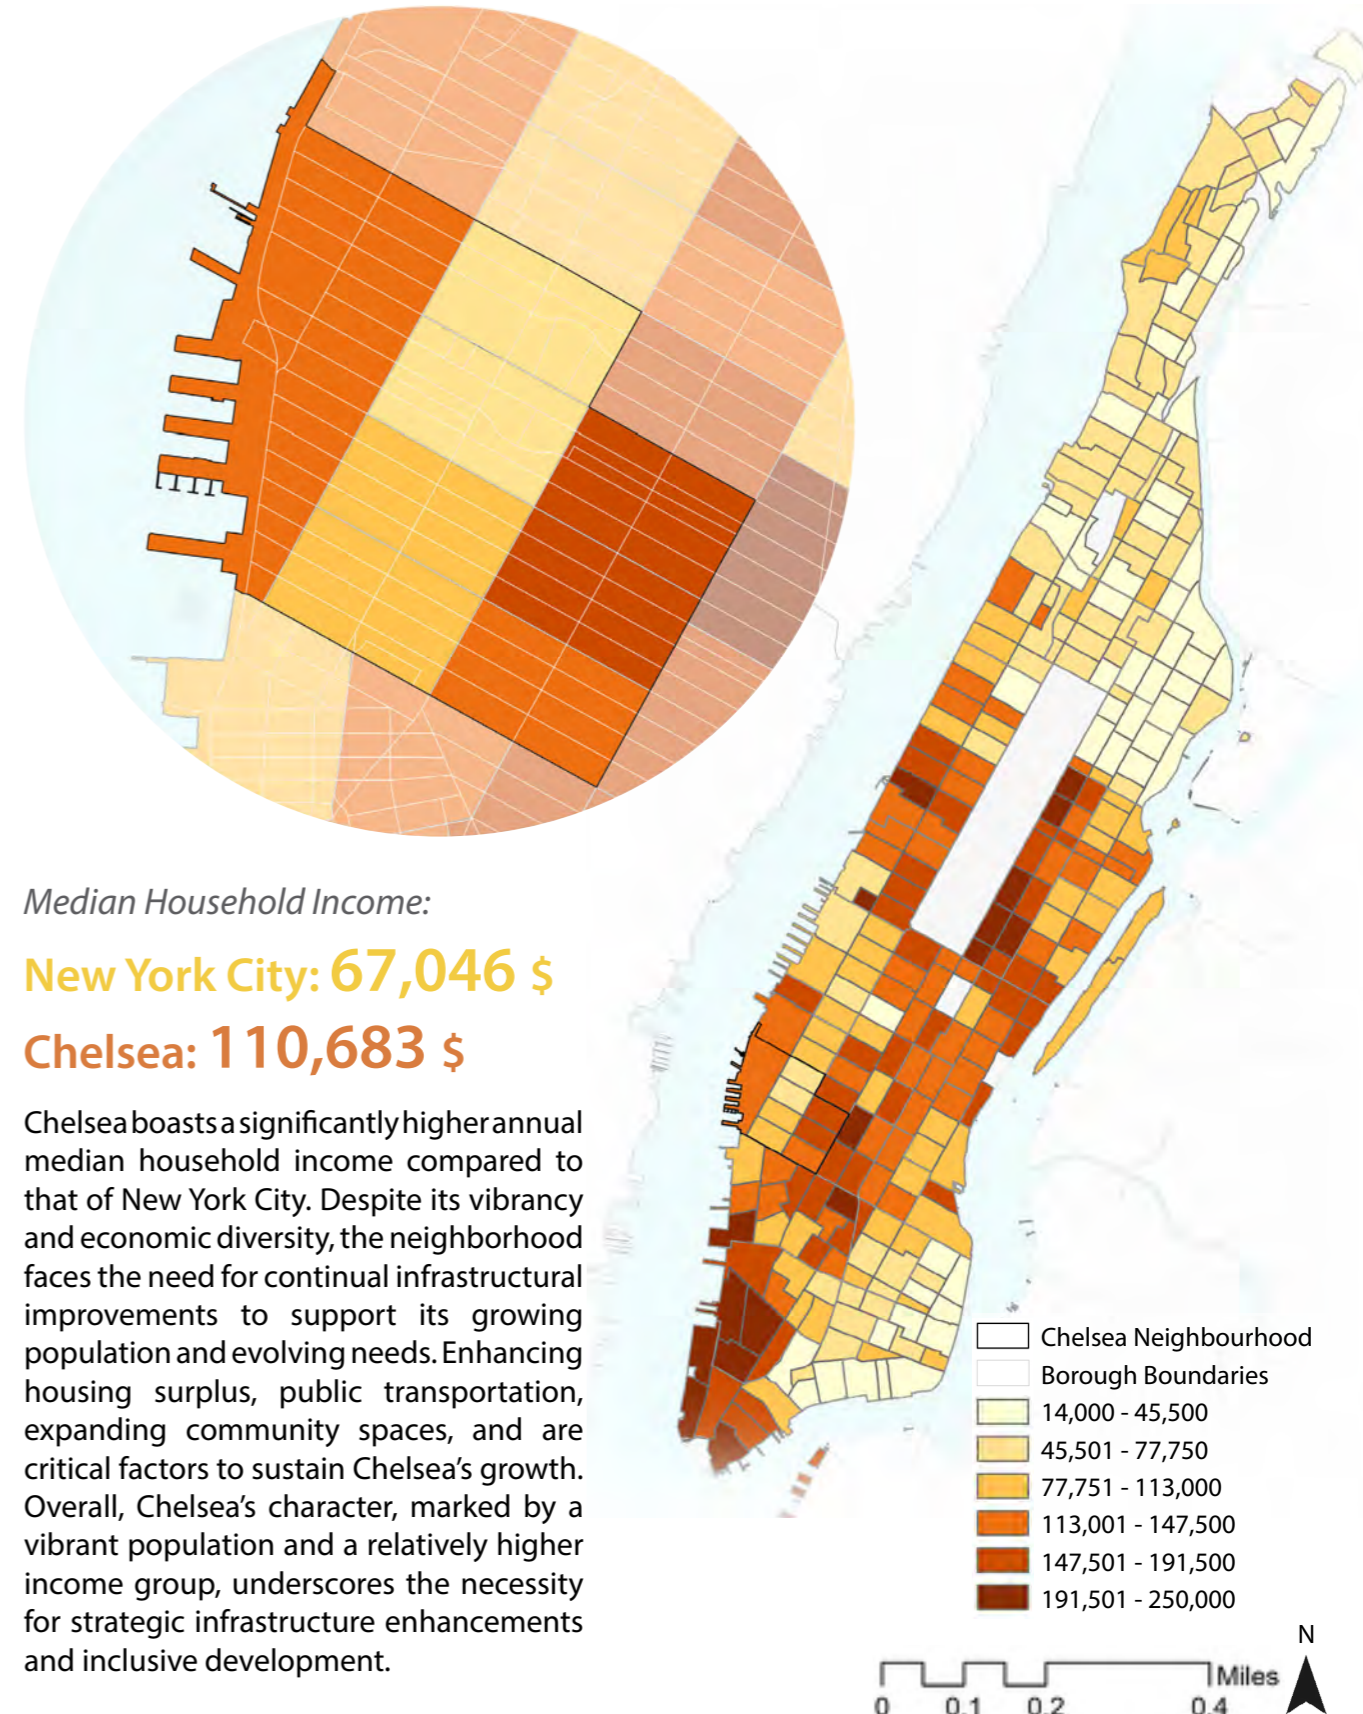 Median Household Income:
New York City: 67,046 $
Chelsea: 110,683 $
Chelsea boasts a significantly higher annual
median household income compared to
that of New York City. Despite its vibrancy
and economic diversity, the neighborhood
faces the need for continual infrastructural
improvements to support its growing
population and evolving needs. Enhancing
housing surplus, public transportation,
expanding community spaces, and are
critical factors to sustain Chelsea’s growth.
Overall, Chelsea’s character, marked by a
vibrant population and a relatively higher
income group, underscores the necessity
for strategic infrastructure enhancements
and inclusive development.
Chelsea Neighbourhood
Borough Boundaries
14,000 - 45,500
45,501 - 77,750
77,751 - 113,000
113,001 - 147,500
147,501 - 191,500
191,501 - 250,000
N
Miles
0 0.1 0.2 0.4